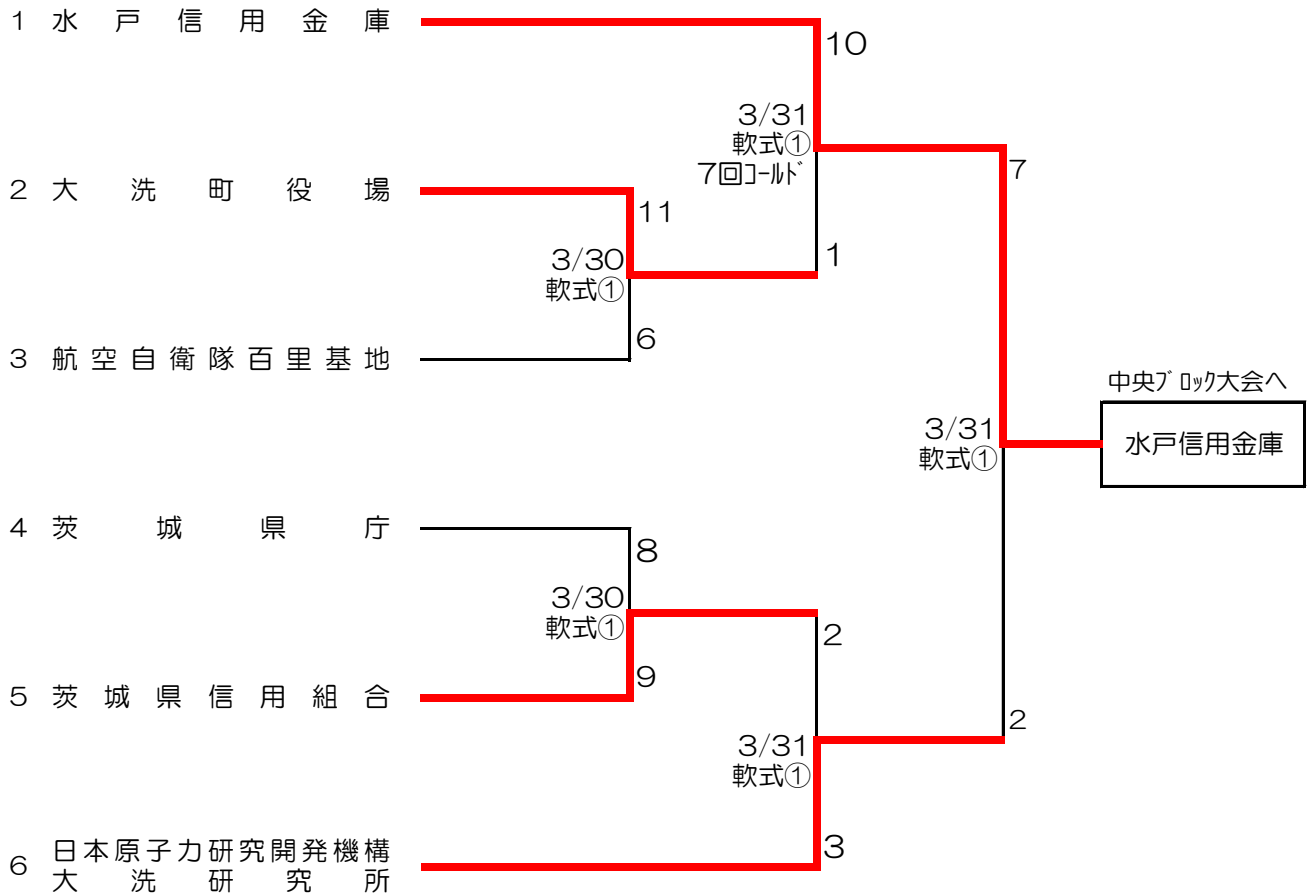 1 水戸信用金庫
10
3/31
軟式①
7回ｺｰﾙﾄﾞ
7
2 大洗町役場
11
3/30
軟式①
1
3 航空自衛隊百里基地
6
中央ﾌﾞﾛｯｸ大会へ
水戸信用金庫
3/31
軟式①
4 茨城県庁
8
3/30
軟式①
2
5 茨城県信用組合
9
2
3/31
軟式①
6 日本原子力研究開発機構
大洗研究所
3